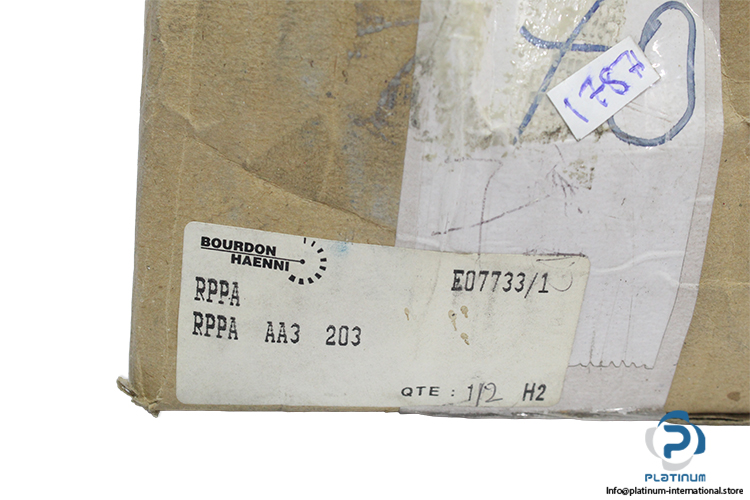 1787
BOURDON
HAENNI
RPPA E07733/1
RPPA AA3 203
QTE : 1/2 H2
PLATINUM
Info@platinum-international.store